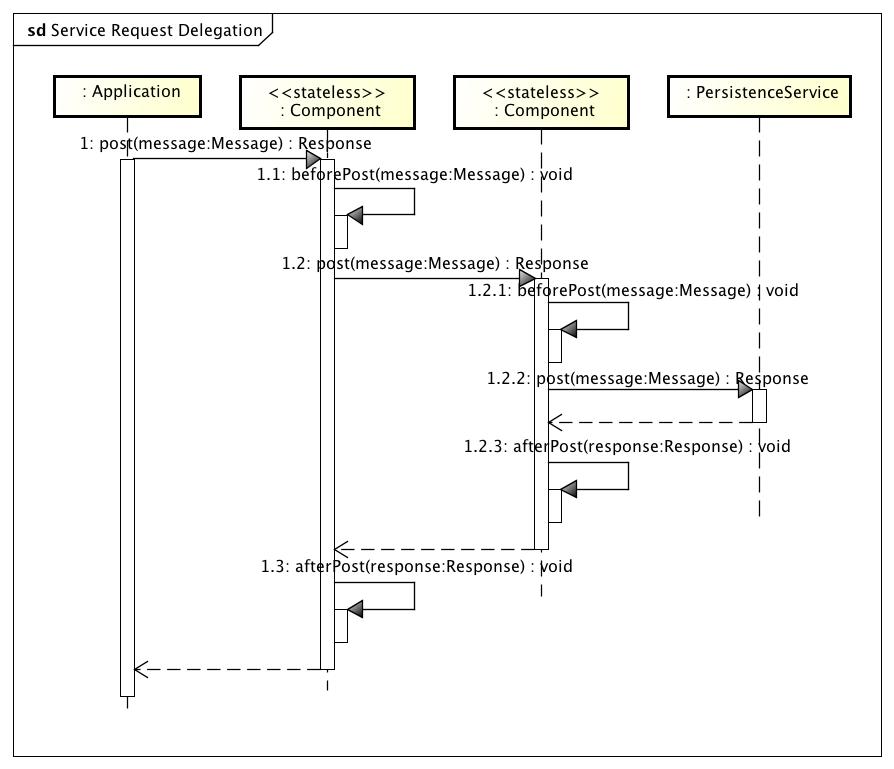 sd Service Request Delegation
: Application
<<stateless>>
: Component
<<stateless>>
: Component
: PersistenceService
1: post(message:Message) : Response
1.1: beforePost(message:Message) : void
1.2: post(message:Message) : Response
1.2.1: beforePost(message:Message) : void
1.2.2: post(message:Message) : Response
1.2.3: afterPost(response:Response) : void
1.3: afterPost(response:Response) : void